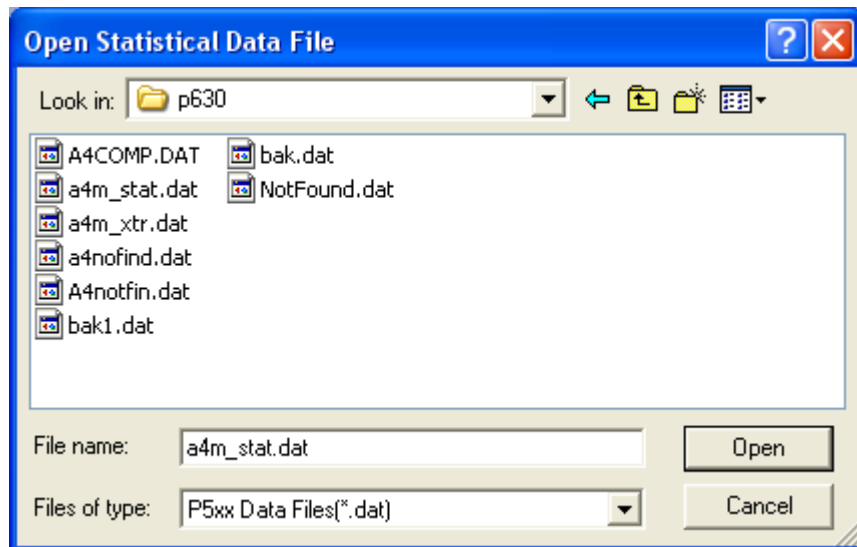 Open Statistical Data File
Look in: p630
A4COMP.DAT bak.dat
a4m_stat.dat NotFound.dat
a4m_xtr.dat
a4nofind.dat
A4notfin.dat
bak1.dat
File name: a4m_stat.dat Open
Files of type: P5xx Data Files(*.dat) Cancel